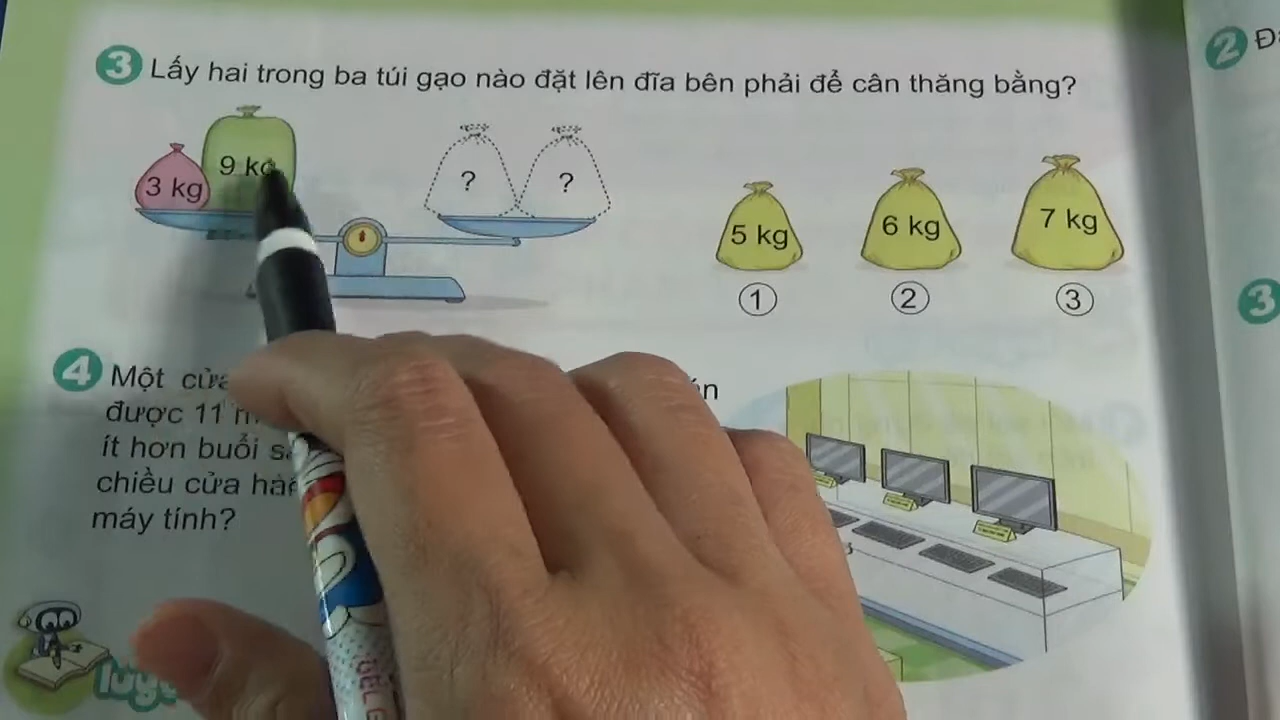 3 Lấy hai trong ba túi gạo nào đặt lên đĩa bên phải để cân thăng bằng?
3 kg
9 kg
?
?
5 kg
6 kg
7 kg
1
2
3
4 Một cửa
được 11
ít hơn buổi
chiều cửa
máy tính?
2
3